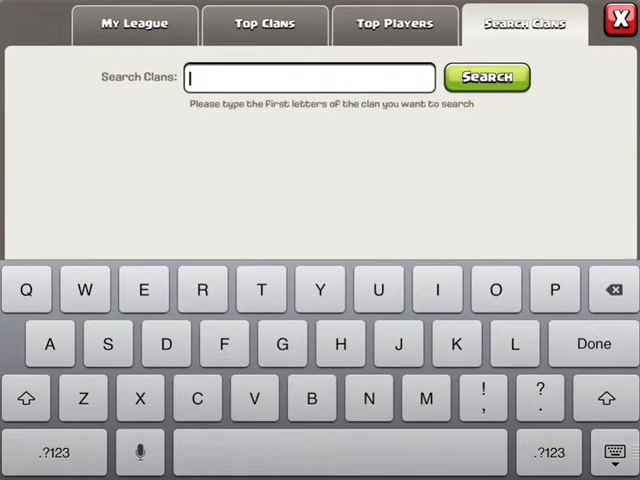 My League Top Clans Top Players Search Clans X
Search Clans: Search
Please type the first letters of the clan you want to search
Q W E R T Y U I O P
A S D F G H J K L Done
Z X C V B N M ! , ? .
.?123 .?123